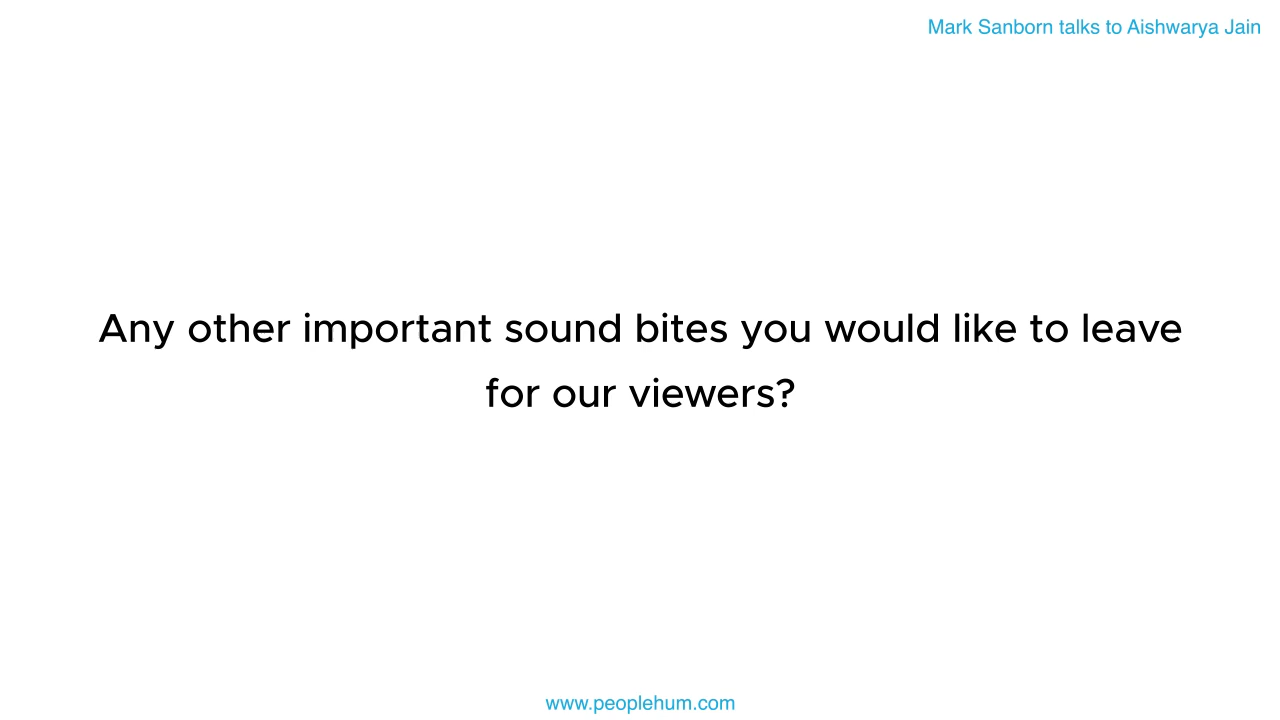 Mark Sanborn talks to Aishwarya Jain
Any other important sound bites you would like to leave
for our viewers?
www.peoplehum.com